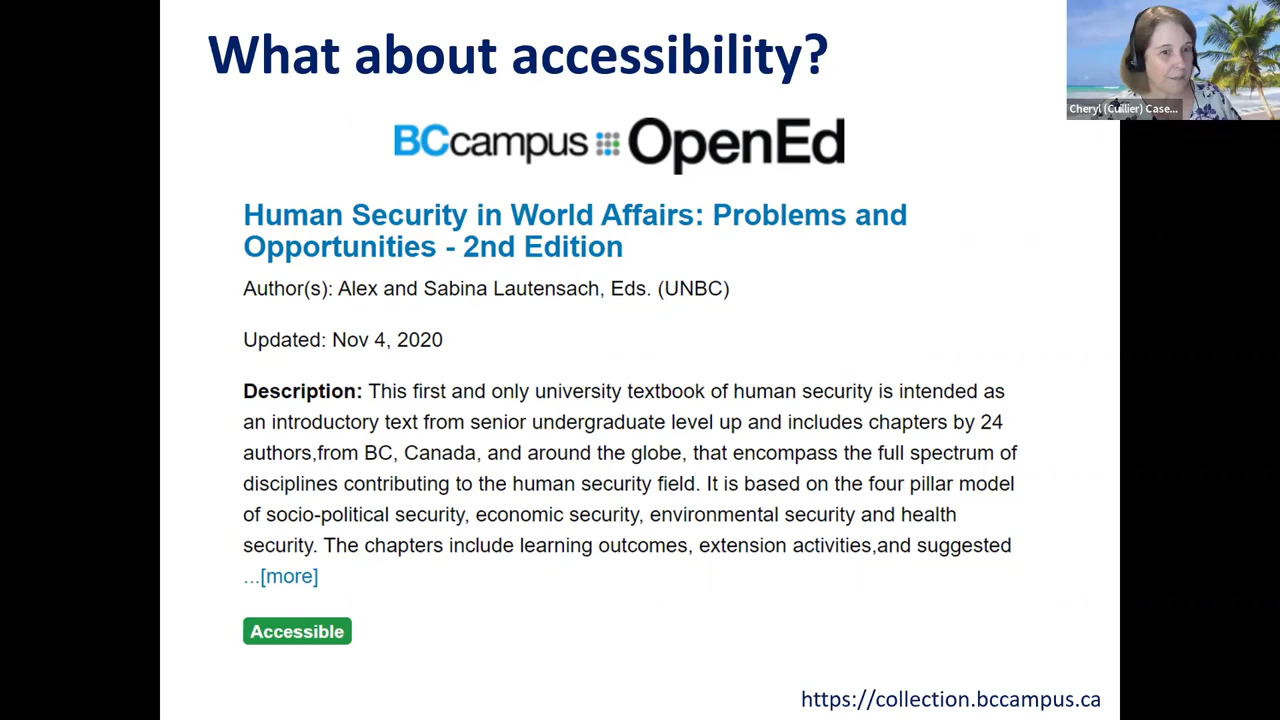 What about accessibility?
Cheryl (Cuillier) Case...
BCcampus OpenEd
Human Security in World Affairs: Problems and
Opportunities - 2nd Edition
Author(s): Alex and Sabina Lautensach, Eds. (UNBC)
Updated: Nov 4, 2020
Description: This first and only university textbook of human security is intended as
an introductory text from senior undergraduate level up and includes chapters by 24
authors,from BC, Canada, and around the globe, that encompass the full spectrum of
disciplines contributing to the human security field. It is based on the four pillar model
of socio-political security, economic security, environmental security and health
security. The chapters include learning outcomes, extension activities,and suggested
...[more]
Accessible
https://collection.bccampus.ca